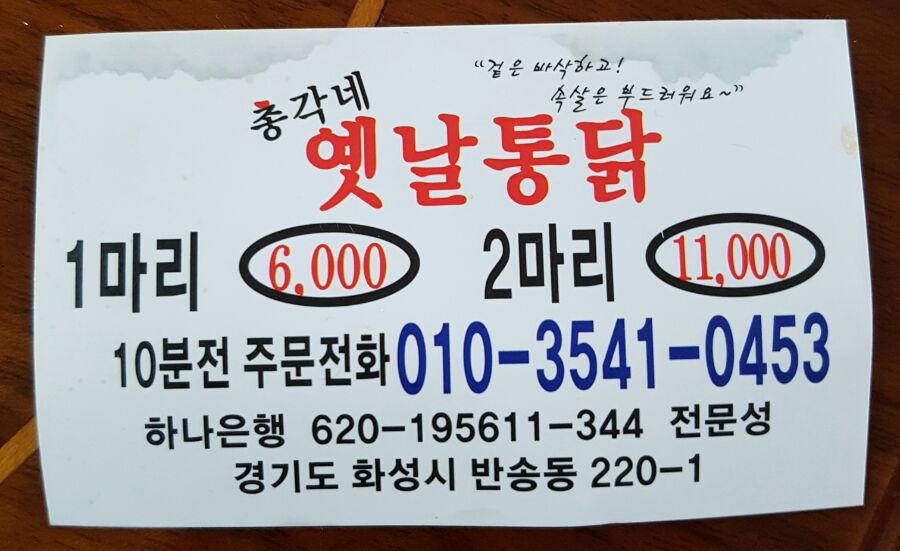 "겉은 바삭하고!
속살은 부드러워요~"
총각네
옛날통닭
1마리 6,000 2마리 11,000
10분전 주문전화 010-3541-0453
하나은행 620-195611-344 전문성
경기도 화성시 반송동 220-1